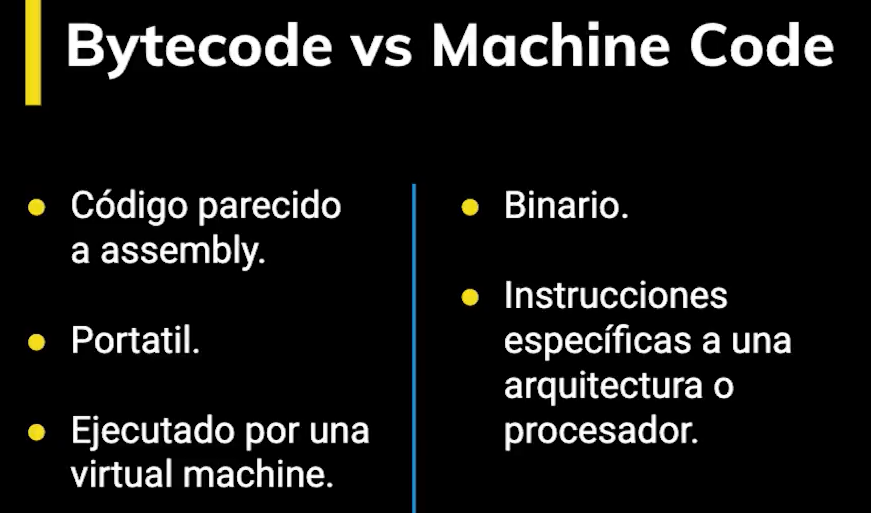 Bytecode vs Machine Code
Código parecido
a assembly.
Portatil.
Ejecutado por una
virtual machine.
Binario.
Instrucciones
específicas a una
arquitectura o
procesador.